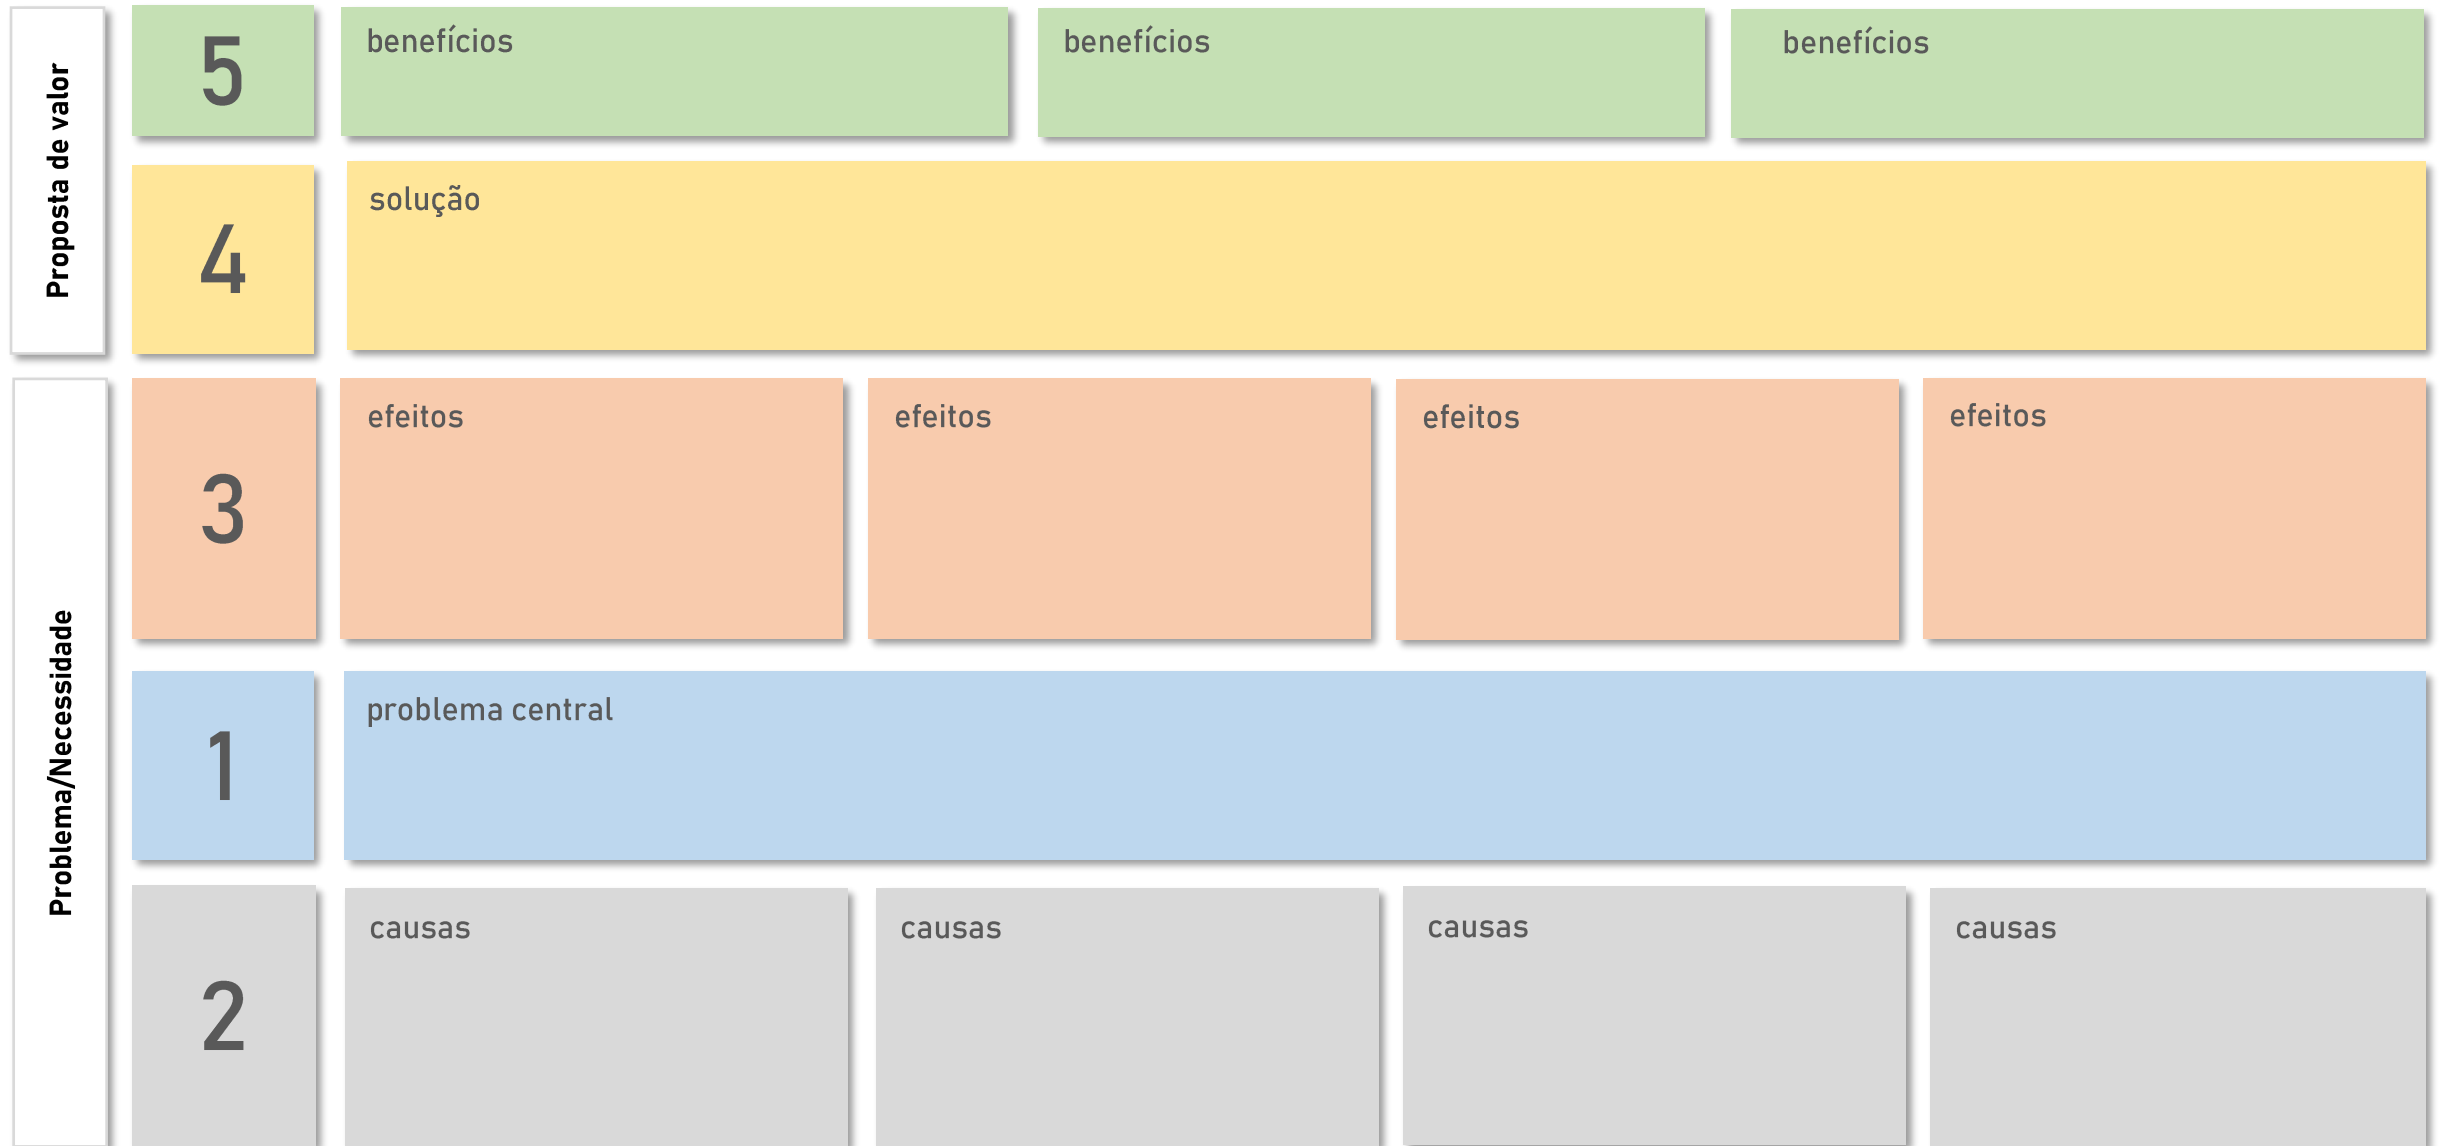 Proposta de valor
5
benefícios
benefícios
benefícios
4
solução
Problema/Necessidade
3
efeitos
efeitos
efeitos
efeitos
1
problema central
2
causas
causas
causas
causas